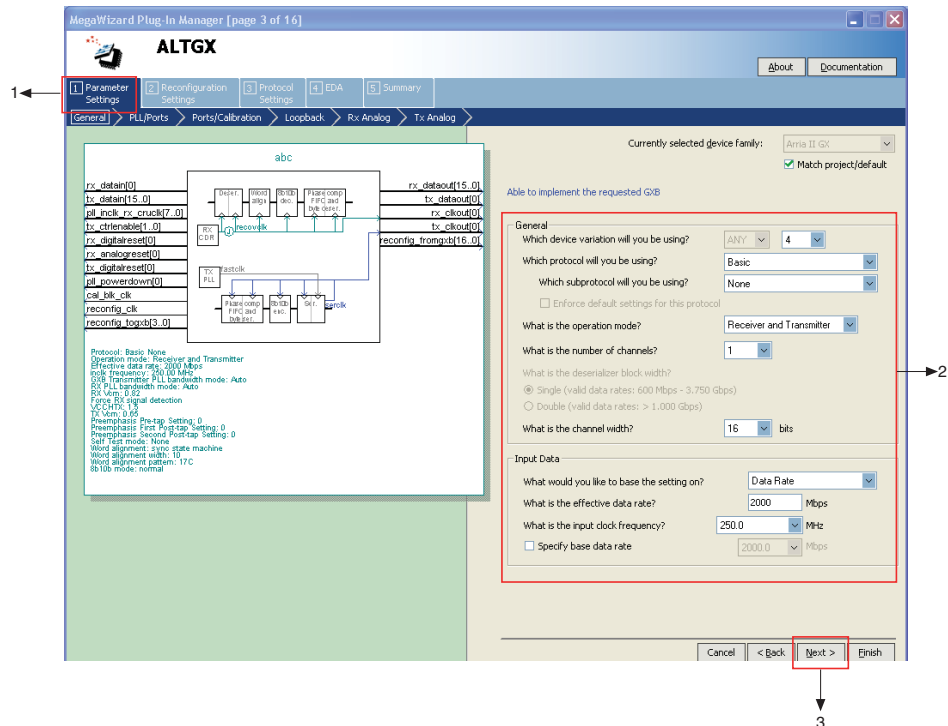 MegaWizard Plug-In Manager [page 3 of 16]
ALTGX
About
Documentation
1
1 Parameter Settings
2 Reconfiguration Settings
3 Protocol Settings
4 EDA
5 Summary
General
PLL/Ports
Ports/Calibration
Loopback
Rx Analog
Tx Analog
Currently selected device family:
Arria II GX
Match project/default
Able to implement the requested GXB
abc
rx_datain[0]
tx_datain[15..0]
pll_inclk_rx_cruclk[7..0]
tx_ctrlenable[1..0]
rx_digitalreset[0]
rx_analogreset[0]
tx_digitalreset[0]
pll_powerdown[0]
cal_blk_clk
reconfig_clk
reconfig_togxb[3..0]
rx_dataout[15..0]
tx_dataout[0]
rx_clkout[0]
tx_clkout[0]
reconfig_fromgxb[16..0]
Deser.
Word align
8b10b dec.
Phase comp FIFO and byte deser.
RX CDR
recovclk
TX PLL
fastclk
Phase comp FIFO and byte ser.
8b10b enc.
Ser.
serclk
Protocol: Basic None
Operation mode: Receiver and Transmitter
Effective data rate: 2000 Mbps
inclk frequency: 250.00 MHz
GXB Transmitter PLL bandwidth mode: Auto
RX PLL bandwidth mode: Auto
RX Vcm: 0.82
Force RX signal detection
VCCHTX: 1.5
TX Vcm: 0.65
Preemphasis Pre-tap Setting: 0
Preemphasis First Post-tap Setting: 0
Preemphasis Second Post-tap Setting: 0
Self Test mode: None
Word alignment: sync state machine
Word alignment width: 10
Word alignment pattern: 17C
8b10b mode: normal
General
Which device variation will you be using?
ANY
4
Which protocol will you be using?
Basic
Which subprotocol will you be using?
None
Enforce default settings for this protocol
What is the operation mode?
Receiver and Transmitter
What is the number of channels?
1
What is the deserializer block width?
Single (valid data rates: 600 Mbps - 3.750 Gbps)
Double (valid data rates: > 1.000 Gbps)
What is the channel width?
16 bits
2
Input Data
What would you like to base the setting on?
Data Rate
What is the effective data rate?
2000 Mbps
What is the input clock frequency?
250.0 MHz
Specify base data rate
2000.0 Mbps
Cancel
< Back
Next >
Finish
3